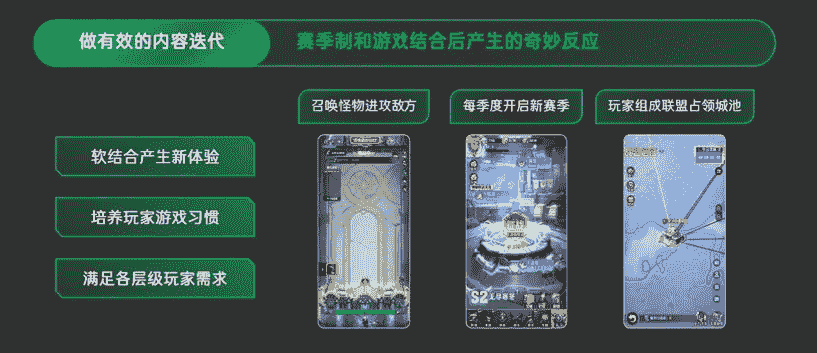 做有效的内容迭代
赛季制和游戏结合后产生的奇妙反应
召唤怪物进攻敌方
每季度开启新赛季
玩家组成联盟占领城池
软结合产生新体验
培养玩家游戏习惯
满足各层级玩家需求
S2